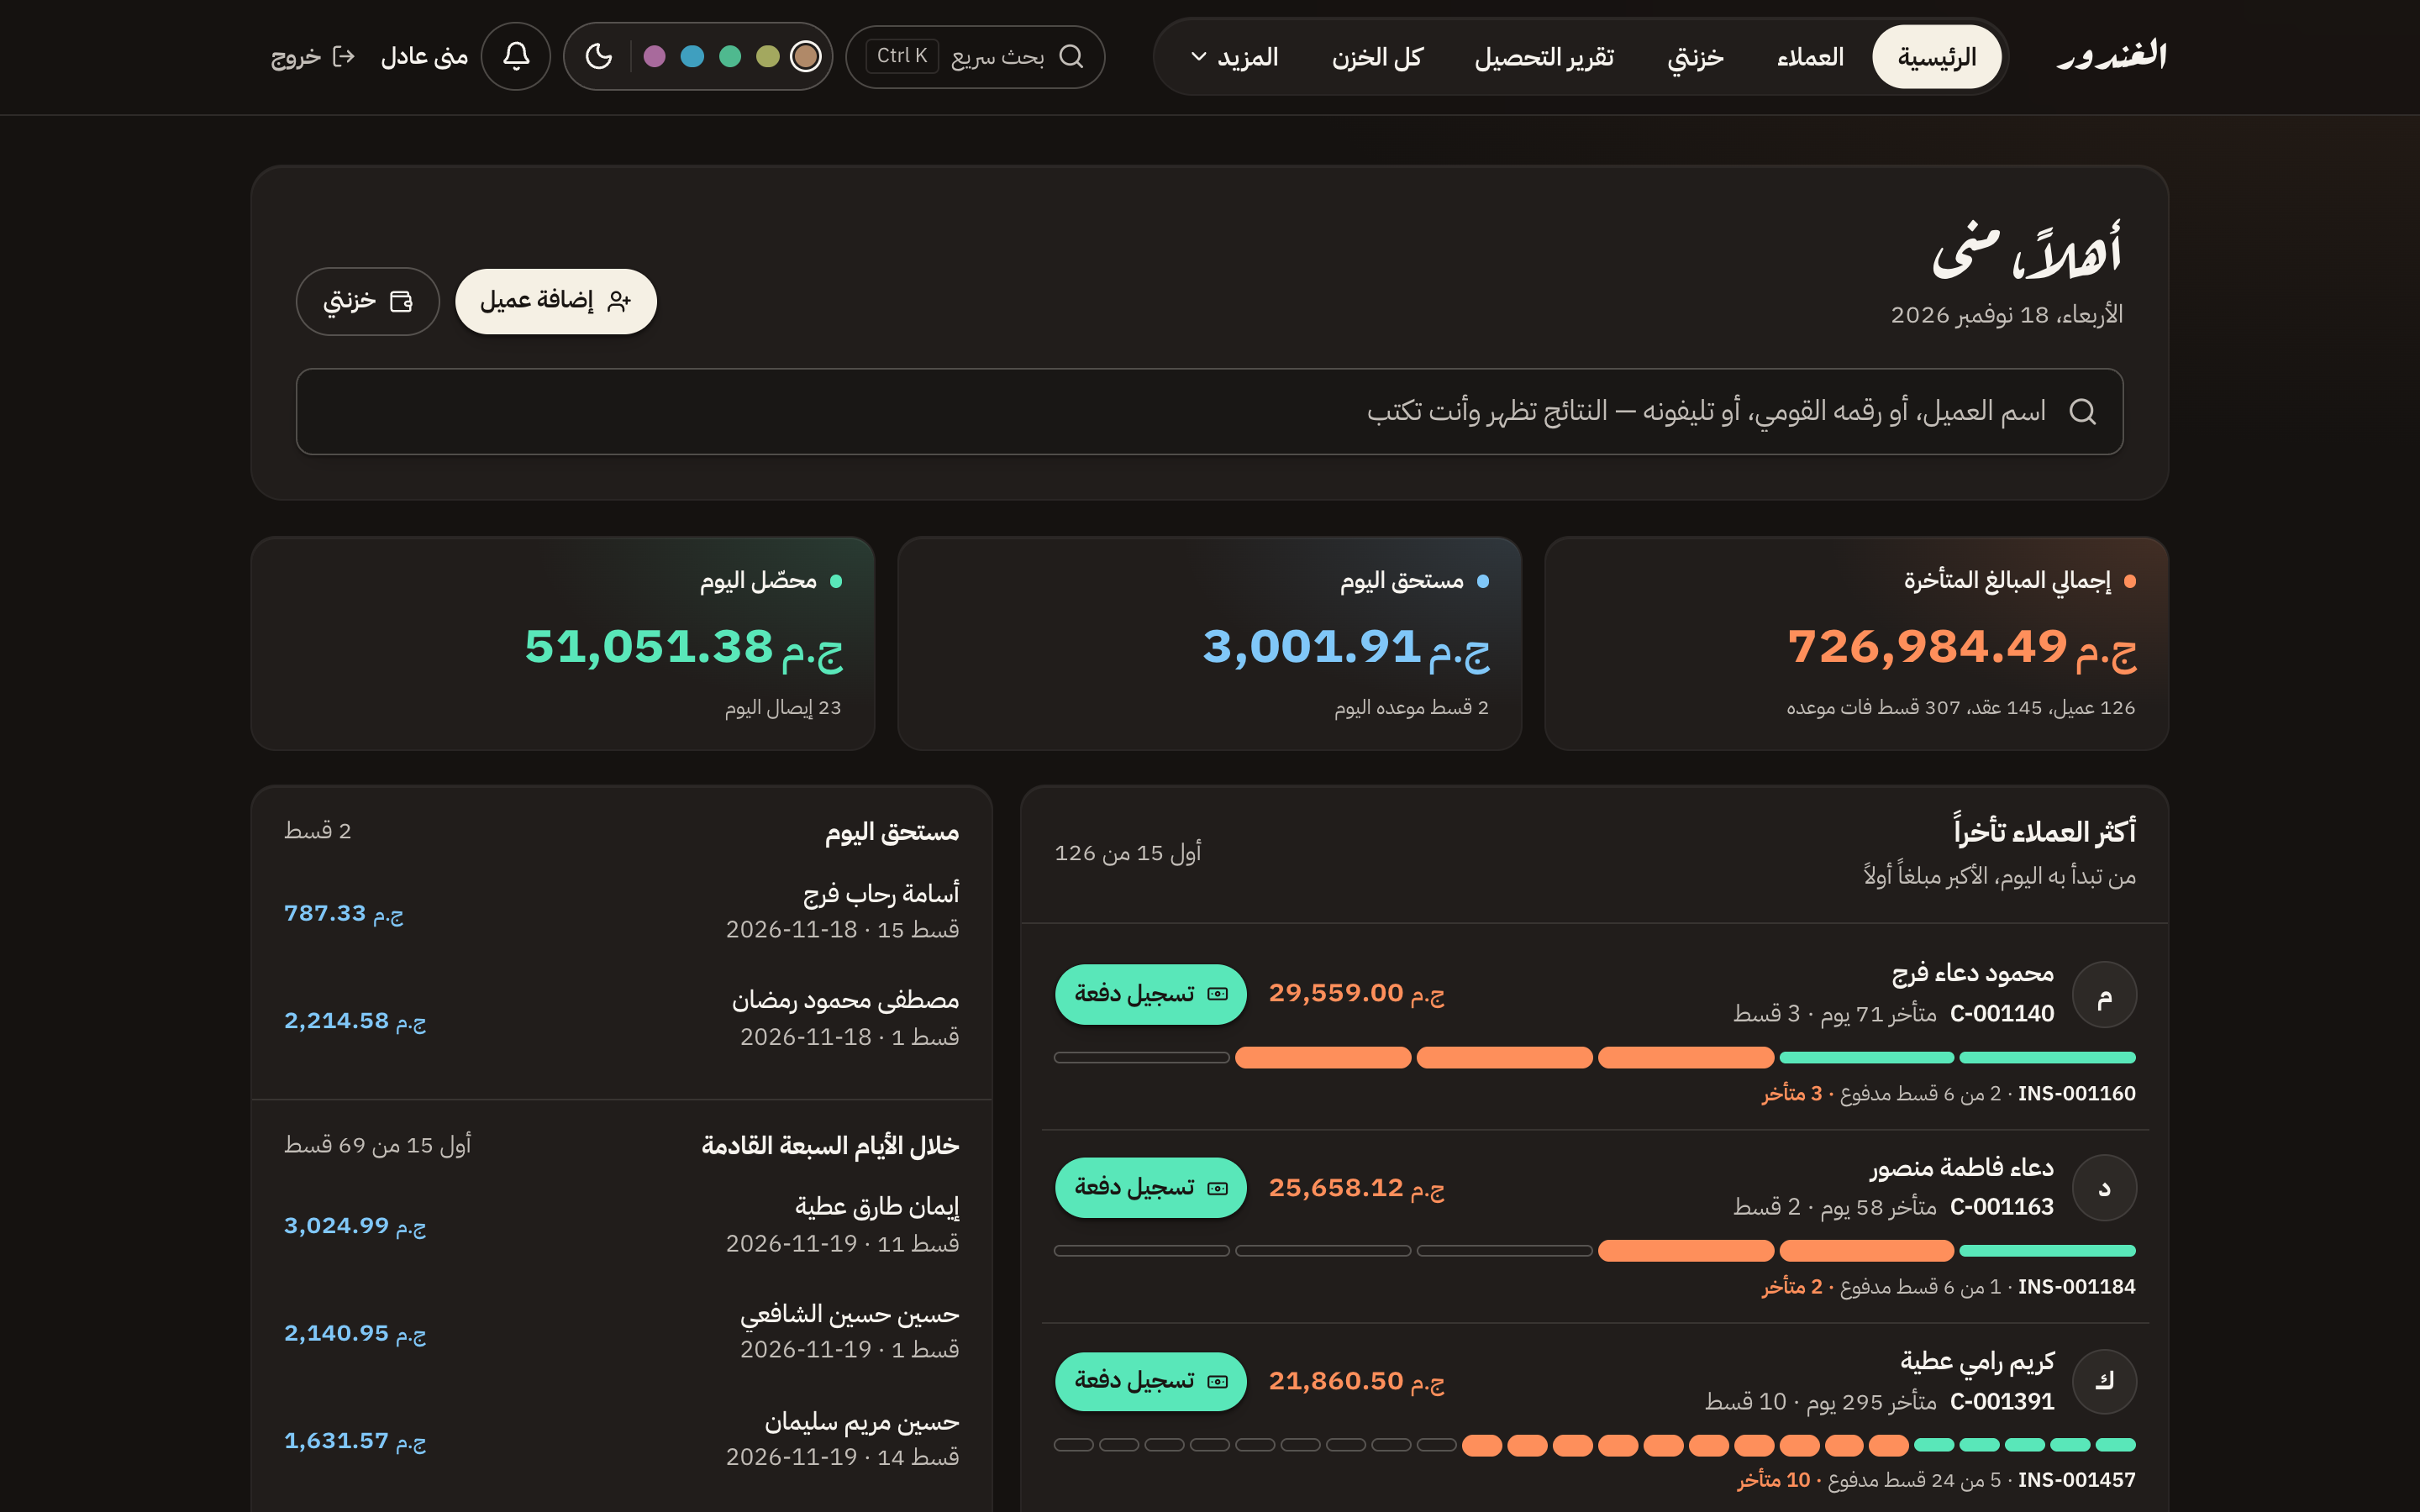 الغندور
الرئيسية
العملاء
خزنتي
تقرير التحصيل
كل الخزن
المزيد
بحث سريع Ctrl K
منى عادل
خروج
أهلاً، منى
الأربعاء، 18 نوفمبر 2026
إضافة عميل
خزنتي
اسم العميل، أو رقمه القومي، أو تليفونه — النتائج تظهر وأنت تكتب
إجمالي المبالغ المتأخرة
ج.م 726,984.49
126 عميل، 145 عقد، 307 قسط فات موعده
مستحق اليوم
ج.م 3,001.91
2 قسط موعده اليوم
محصّل اليوم
ج.م 51,051.38
23 إيصال اليوم
أكثر العملاء تأخراً
من تبدأ به اليوم، الأكبر مبلغاً أولاً
أول 15 من 126
م
محمود دعاء فرج
C-001140 متأخر 71 يوم · 3 قسط
ج.م 29,559.00
تسجيل دفعة
INS-001160 · 2 من 6 قسط مدفوع · 3 متأخر
د
دعاء فاطمة منصور
C-001163 متأخر 58 يوم · 2 قسط
ج.م 25,658.12
تسجيل دفعة
INS-001184 · 1 من 6 قسط مدفوع · 2 متأخر
ك
كريم رامي عطية
C-001391 متأخر 295 يوم · 10 قسط
ج.م 21,860.50
تسجيل دفعة
INS-001457 · 5 من 24 قسط مدفوع · 10 متأخر
مستحق اليوم
2 قسط
أسامة رحاب فرج
قسط 15 · 2026-11-18
ج.م 787.33
مصطفى محمود رمضان
قسط 1 · 2026-11-18
ج.م 2,214.58
خلال الأيام السبعة القادمة
أول 15 من 69 قسط
إيمان طارق عطية
قسط 11 · 2026-11-19
ج.م 3,024.99
حسين حسين الشافعي
قسط 1 · 2026-11-19
ج.م 2,140.95
حسين مريم سليمان
قسط 14 · 2026-11-19
ج.م 1,631.57